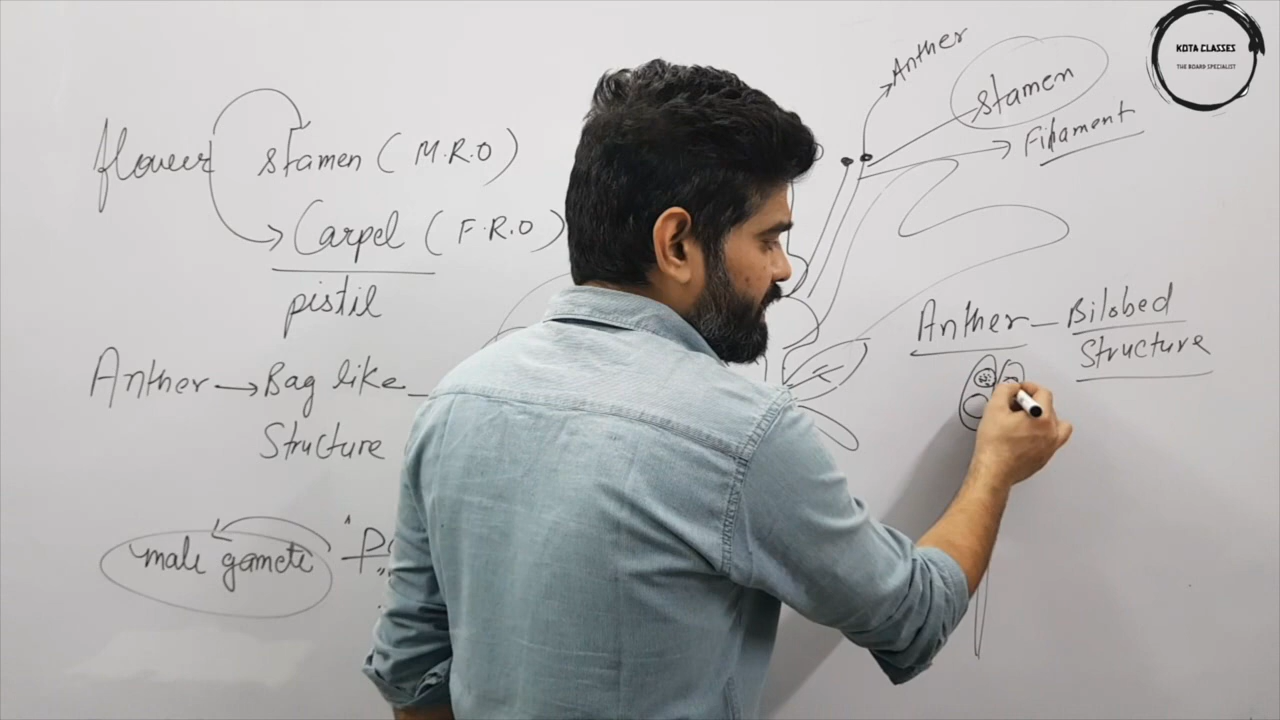 KOTA CLASSES
THE BOARD SPECIALIST
flower
stamen (M.R.O)
Carpel (F.R.O)
pistil
Anther → Bag like
Structure
male gamete
Anther
stamen
Filament
Anther - Bilobed
Structure